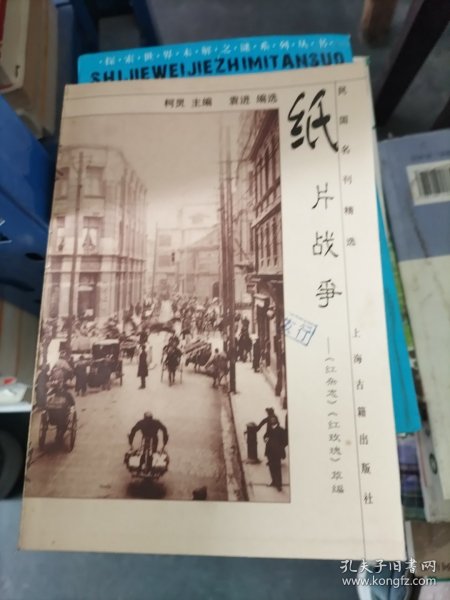 ·探·索·世·界·未·解·之·谜·系·列·丛·书·
SHIJIEWEIJIEZHIMITANSUO
柯灵 主编 袁进 编选
民国名刊精选
纸片战争
——《红杂志》《红玫瑰》萃编
上海古籍出版社
孔夫子旧书网
www.kongfz.com